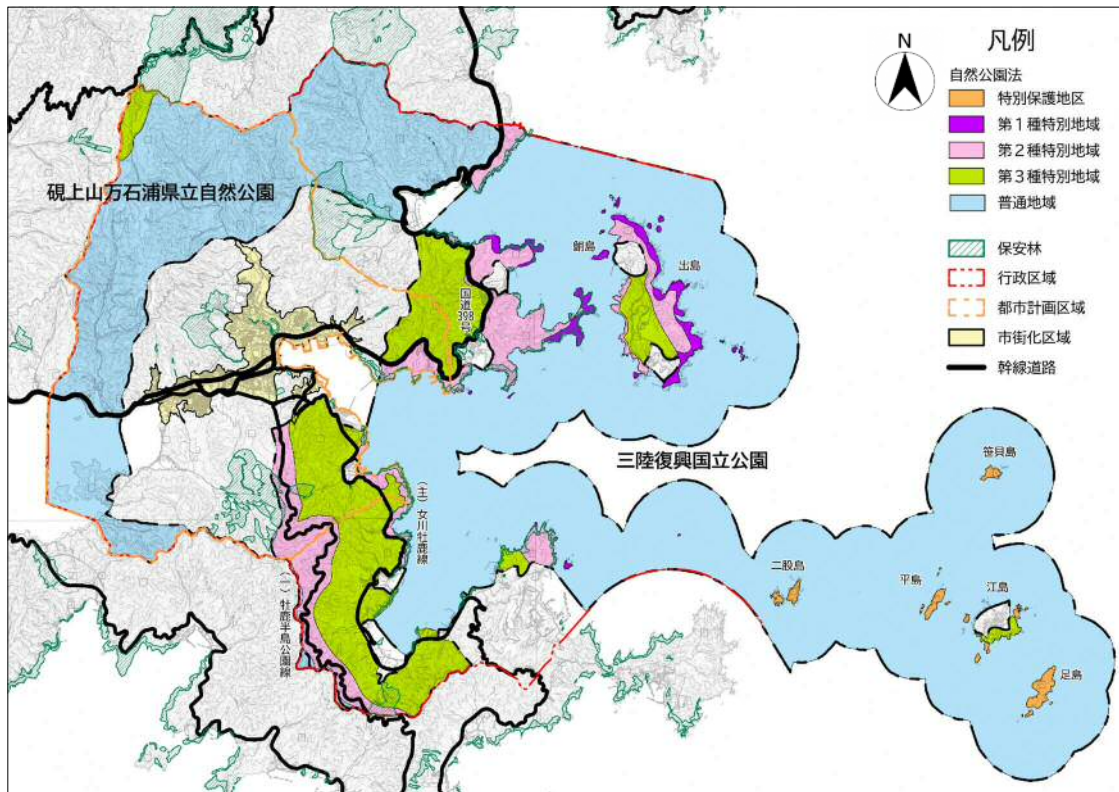 N
凡例
自然公園法
特別保護地区
第1種特別地域
第2種特別地域
第3種特別地域
普通地域
保安林
行政区域
都市計画区域
市街化区域
幹線道路
硯上山万石浦県立自然公園
出島
国道398号
三陸復興国立公園
笹貝島
(主)女川牡鹿線
二股島
平島
江島
足島
(一)牡鹿半島公園線